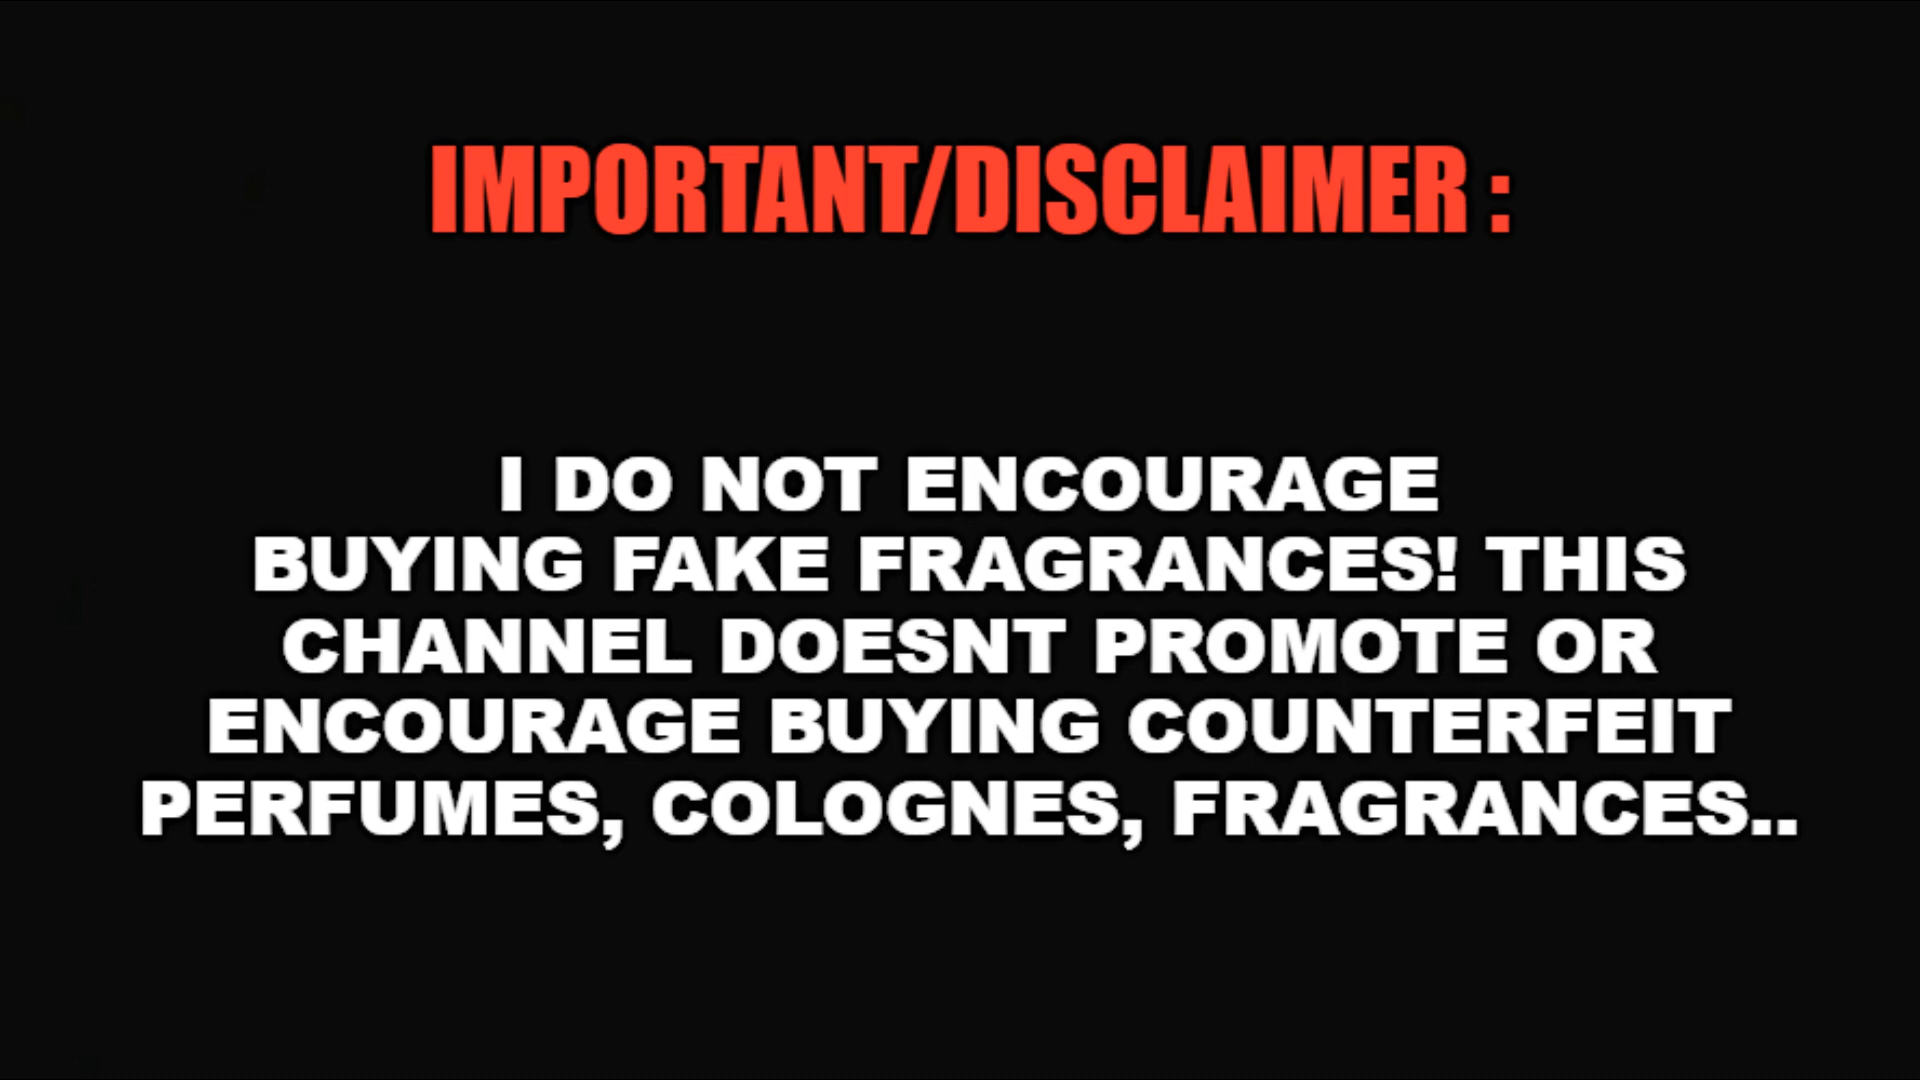 IMPORTANT/DISCLAIMER :
I DO NOT ENCOURAGE
BUYING FAKE FRAGRANCES! THIS
CHANNEL DOESNT PROMOTE OR
ENCOURAGE BUYING COUNTERFEIT
PERFUMES, COLOGNES, FRAGRANCES..